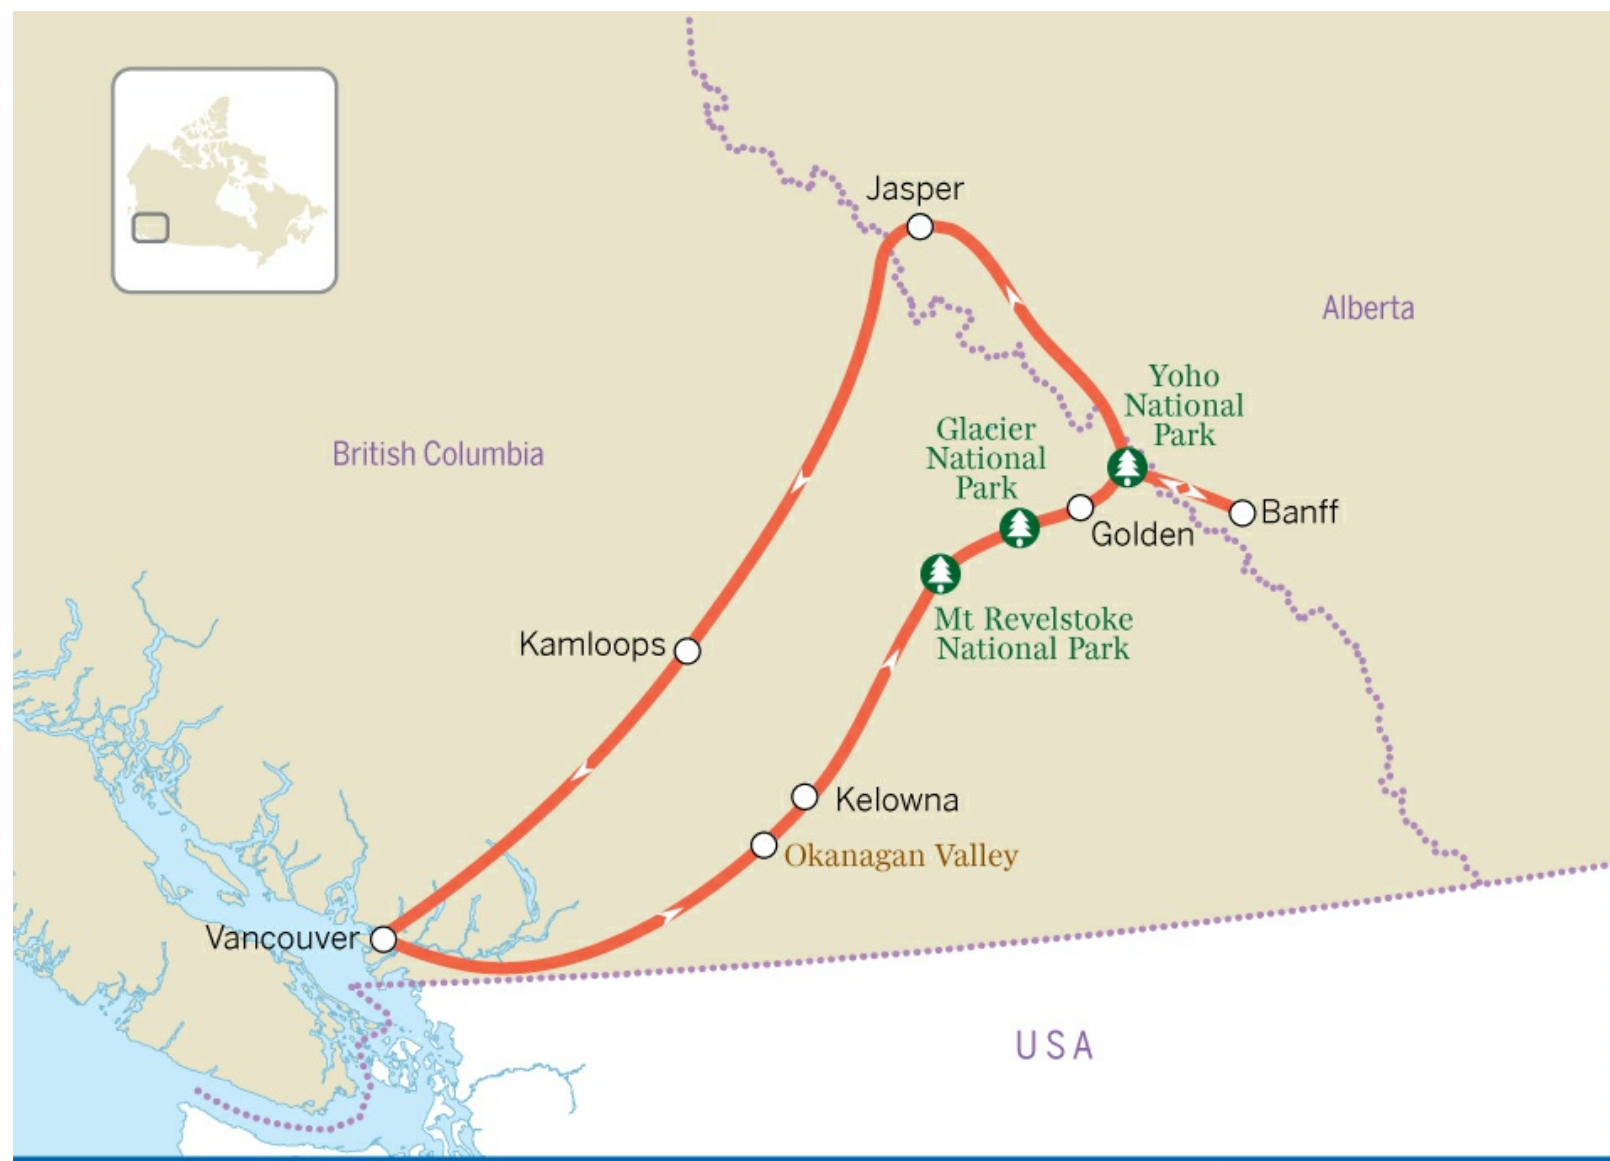 Jasper
Alberta
Yoho
National
Park
Glacier
National
Park
British Columbia
Banff
Golden
Mt Revelstoke
National Park
Kamloops
Kelowna
Okanagan Valley
Vancouver
USA